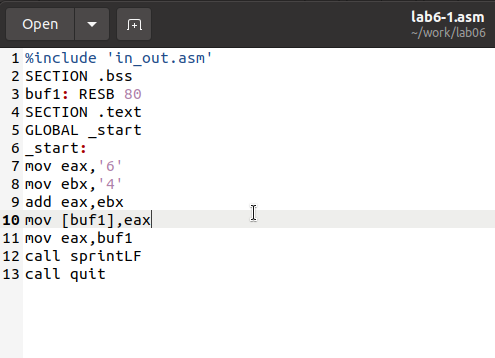 Open
lab6-1.asm
~/work/lab06
1 %include 'in_out.asm'
2 SECTION .bss
3 buf1: RESB 80
4 SECTION .text
5 GLOBAL _start
6 _start:
7 mov eax,'6'
8 mov ebx,'4'
9 add eax,ebx
10 mov [buf1],eax
11 mov eax,buf1
12 call sprintLF
13 call quit